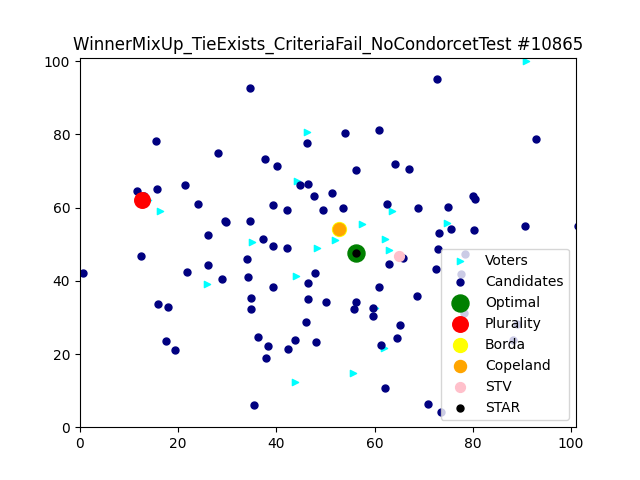 WinnerMixUp_TieExists_CriteriaFail_NoCondorcetTest #10865
100
80
60
40
20
0
0 20 40 60 80 100
Voters
Candidates
Optimal
Plurality
Borda
Copeland
STV
STAR